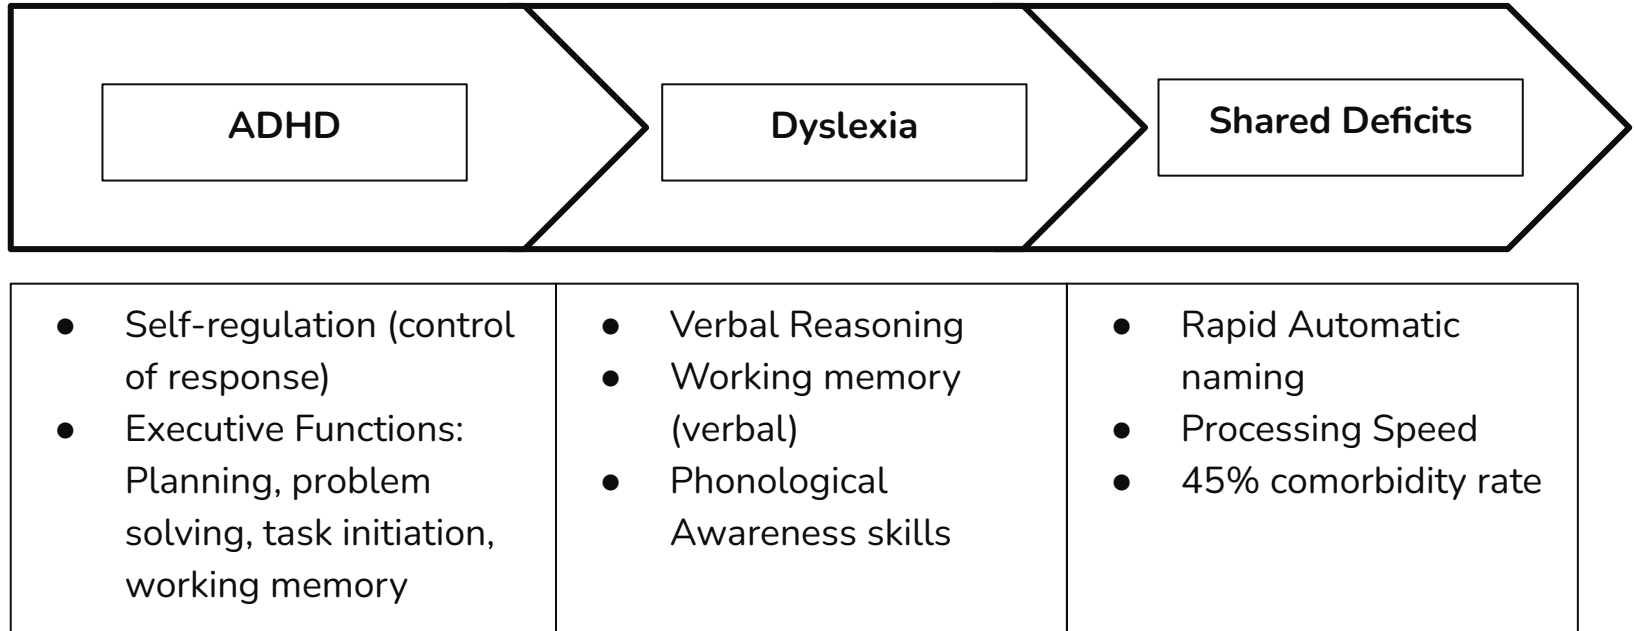 ADHD
Dyslexia
Shared Deficits
● Self-regulation (control
of response)
● Executive Functions:
Planning, problem
solving, task initiation,
working memory
● Verbal Reasoning
● Working memory
(verbal)
● Phonological
Awareness skills
● Rapid Automatic
naming
● Processing Speed
● 45% comorbidity rate